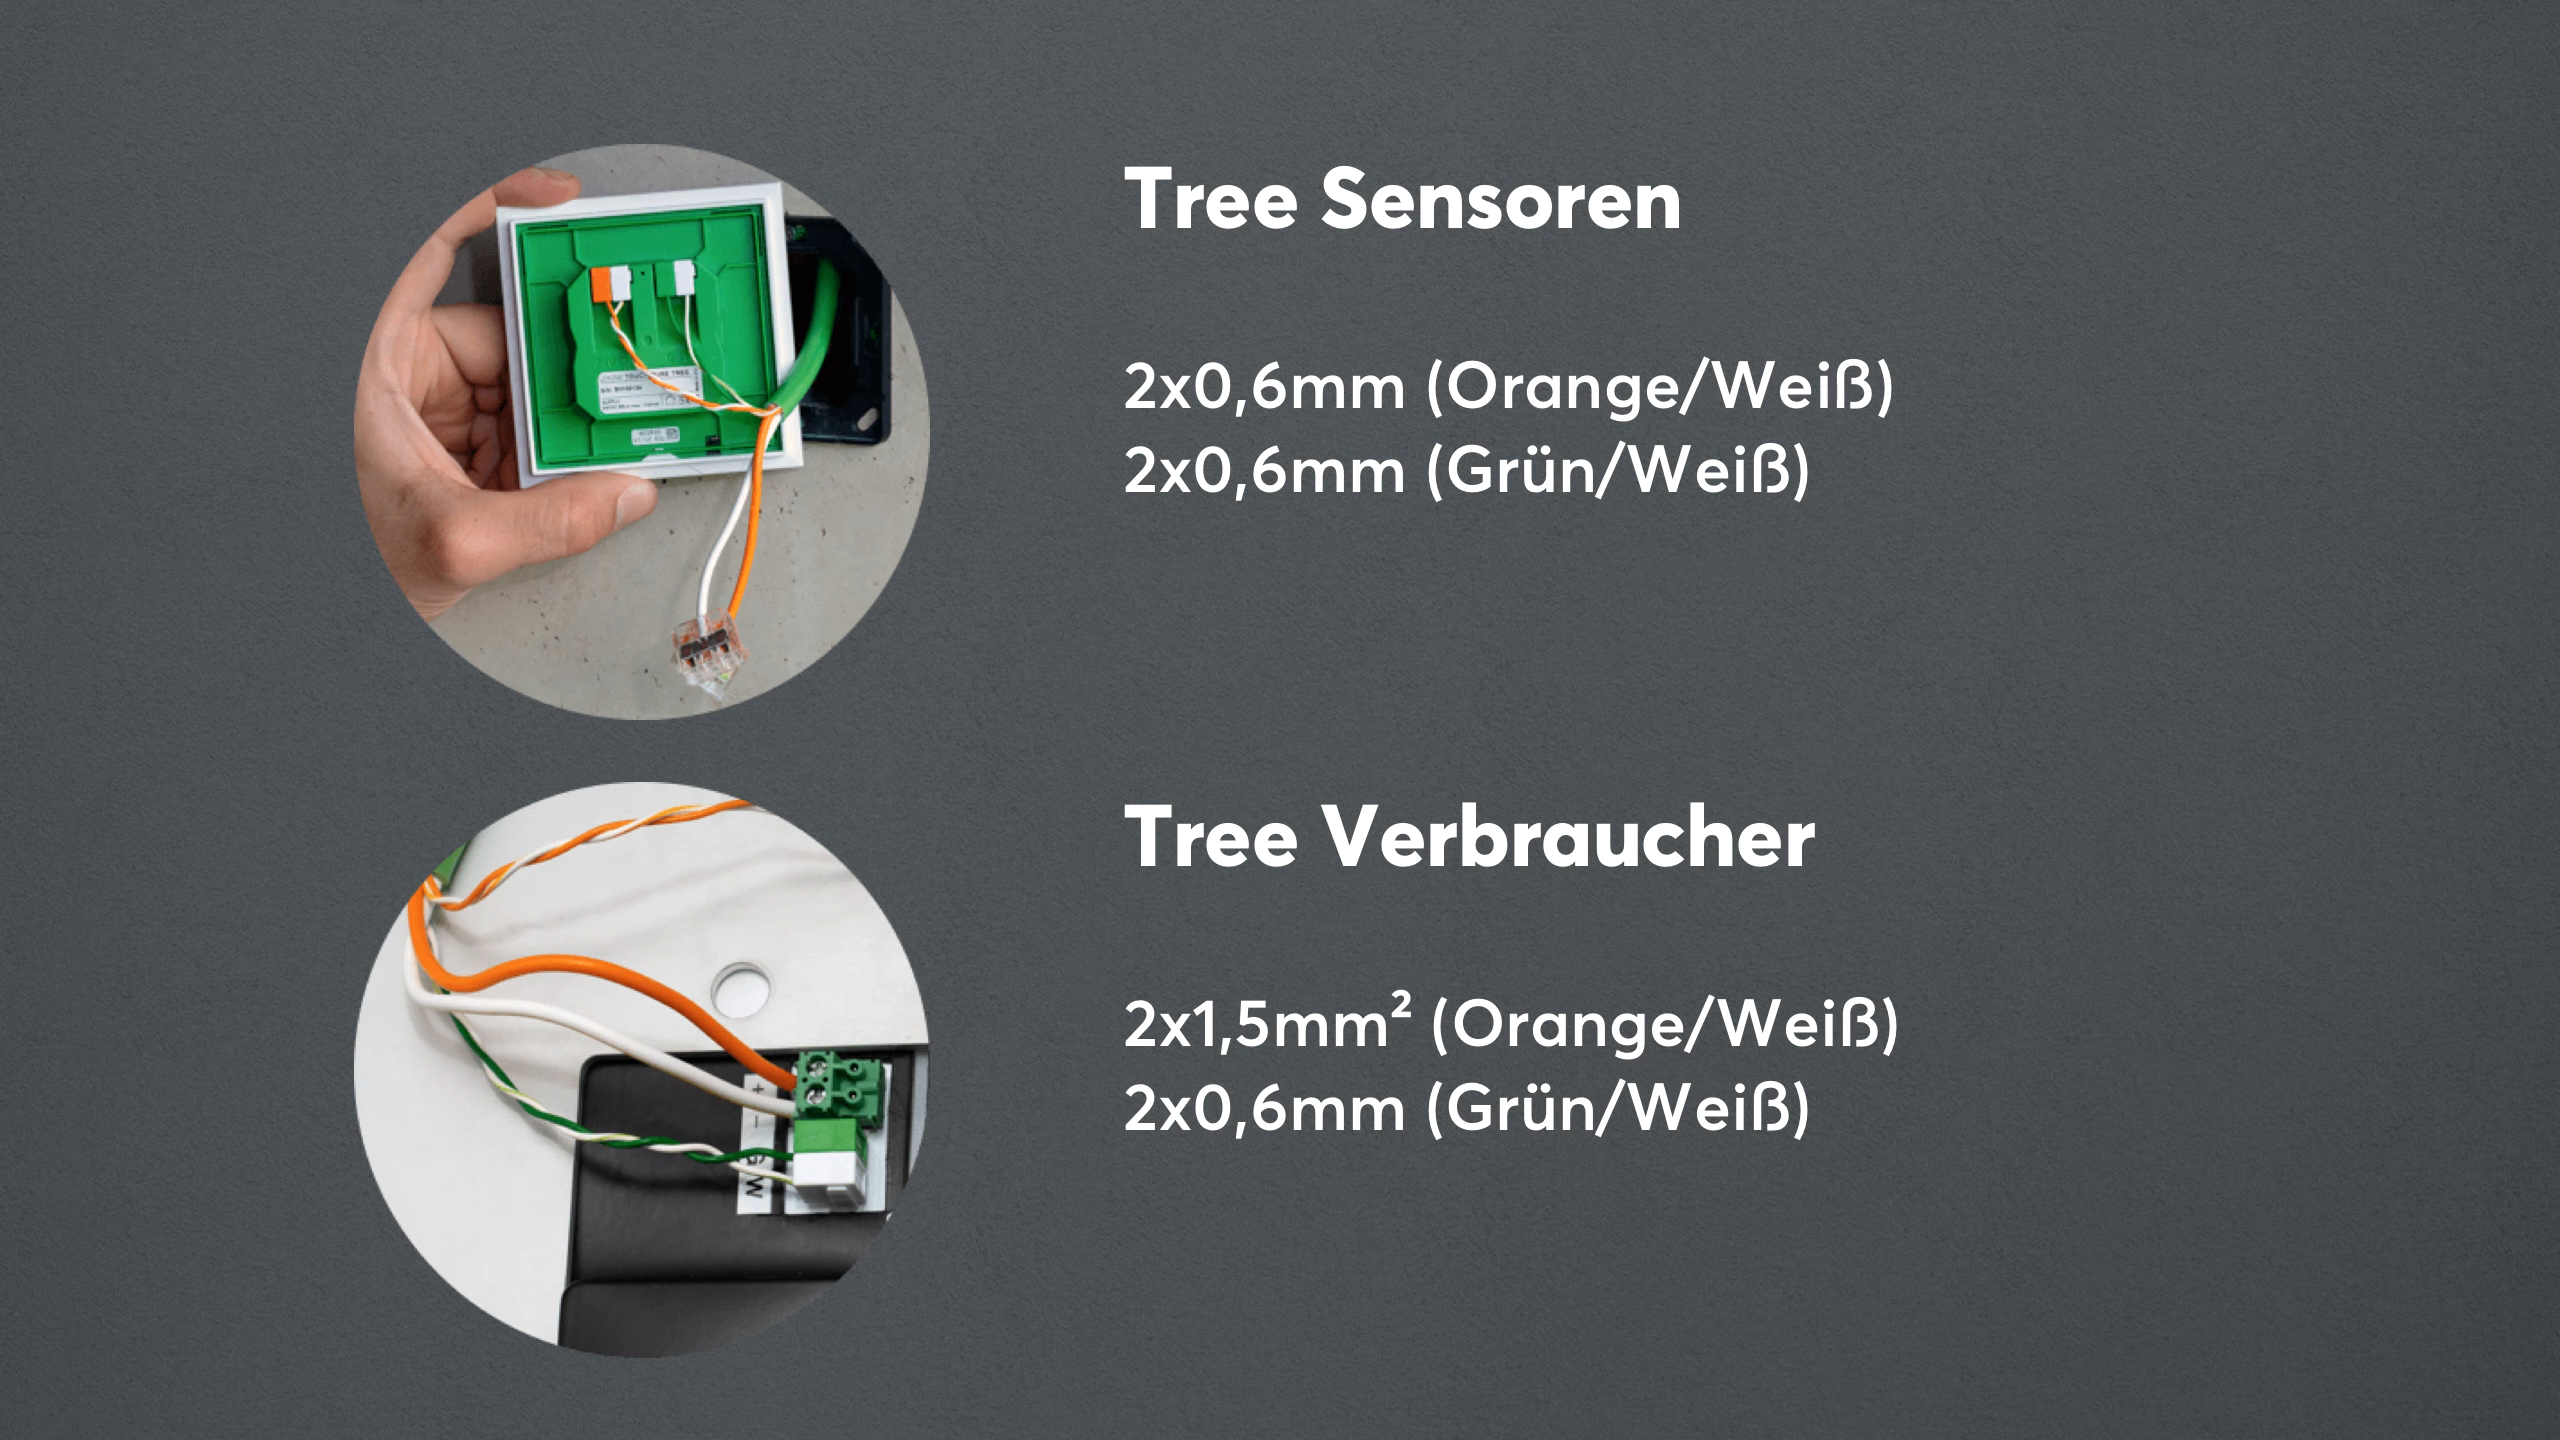 Tree Sensoren
2x0,6mm (Orange/Weiß)
2x0,6mm (Grün/Weiß)
TREE
Tree Verbraucher
2x1,5mm² (Orange/Weiß)
2x0,6mm (Grün/Weiß)
+
−
G
W